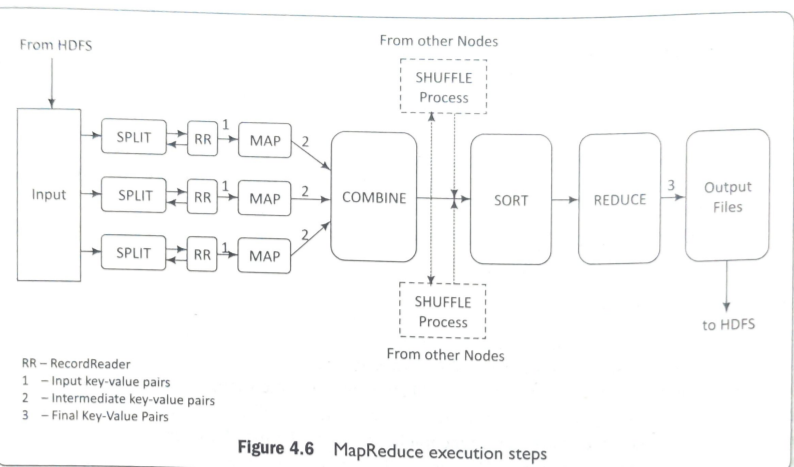 From HDFS
From other Nodes
SHUFFLE
Process
Input
SPLIT
RR
1
MAP
2
SPLIT
RR
1
MAP
2
SPLIT
RR
1
MAP
2
COMBINE
SORT
REDUCE
3
Output
Files
SHUFFLE
Process
From other Nodes
to HDFS
RR – RecordReader
1 – Input key-value pairs
2 – Intermediate key-value pairs
3 – Final Key-Value Pairs
Figure 4.6 MapReduce execution steps